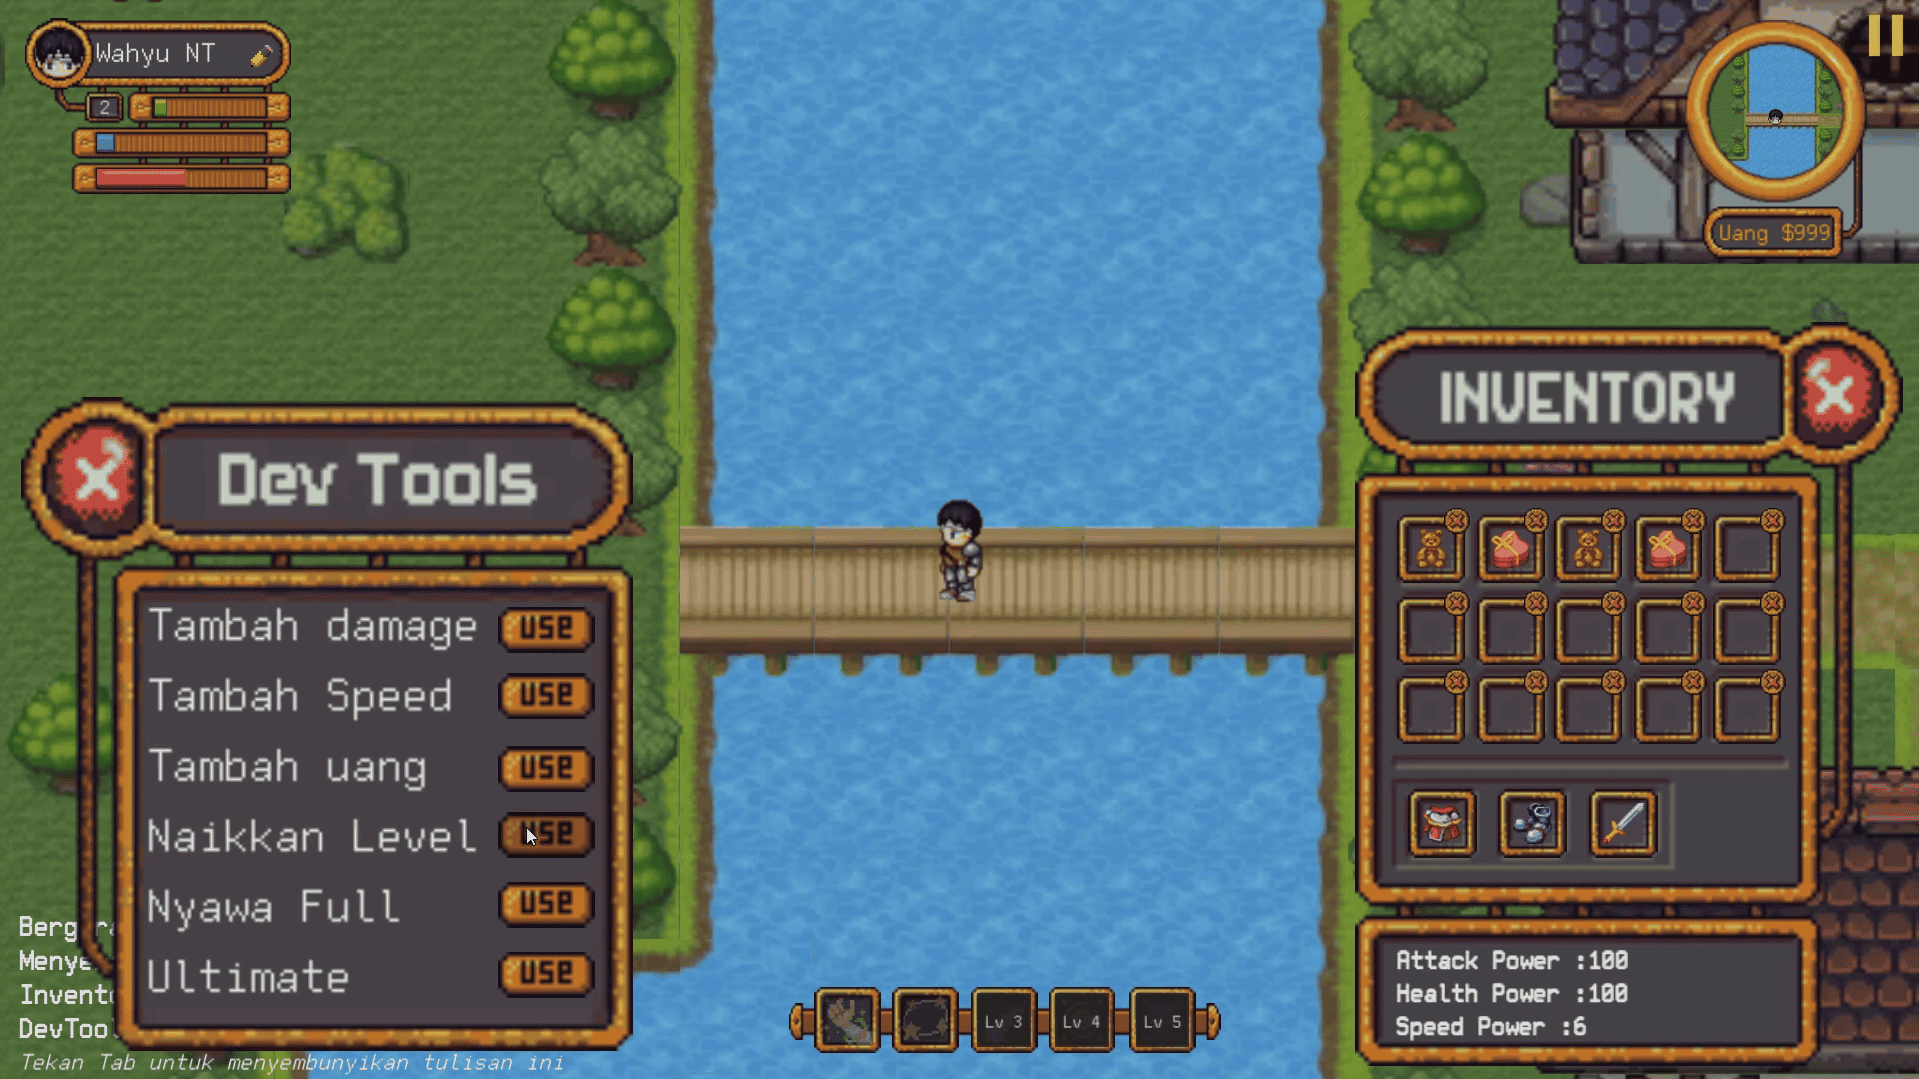 Wahyu NT
2
Uang $999
INVENTORY
Dev Tools
Tambah damage USE
Tambah Speed USE
Tambah uang USE
Naikkan Level USE
Nyawa Full USE
Ultimate USE
Attack Power :100
Health Power :100
Speed Power :6
Lv 3 Lv 4 Lv 5
Tekan Tab untuk menyembunyikan tulisan ini